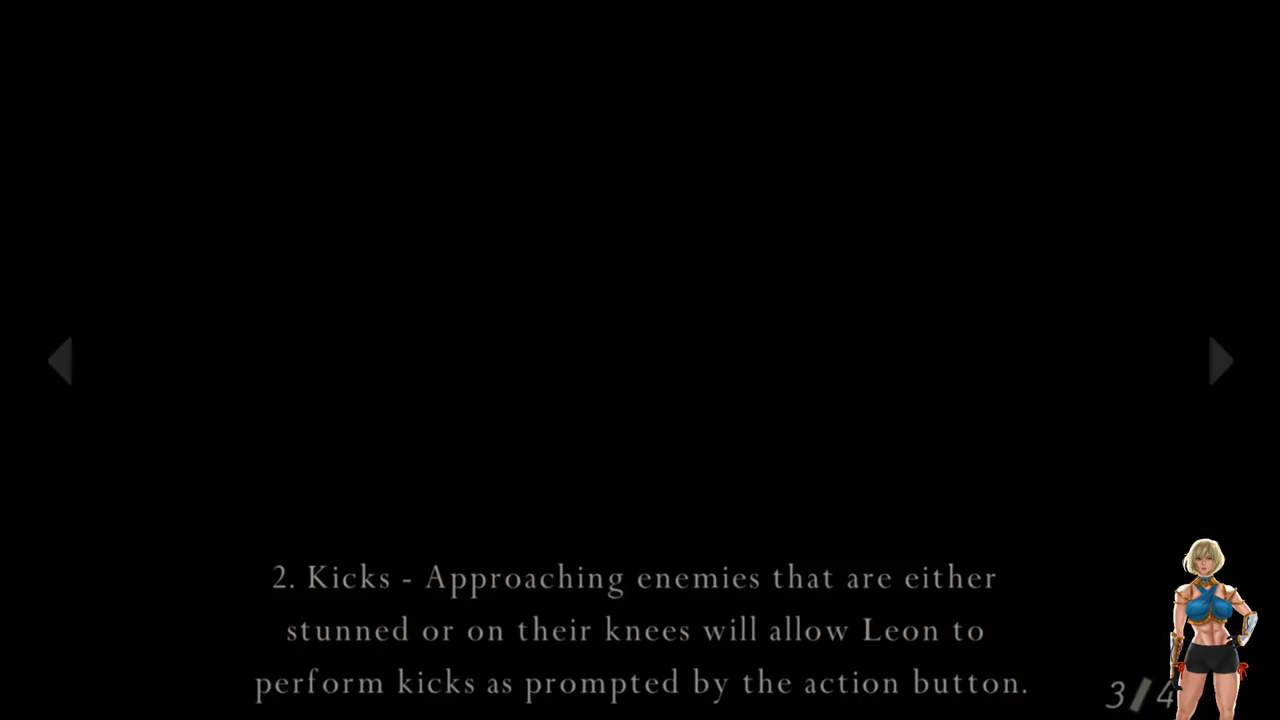 2. Kicks - Approaching enemies that are either
stunned or on their knees will allow Leon to
perform kicks as prompted by the action button.
3/4